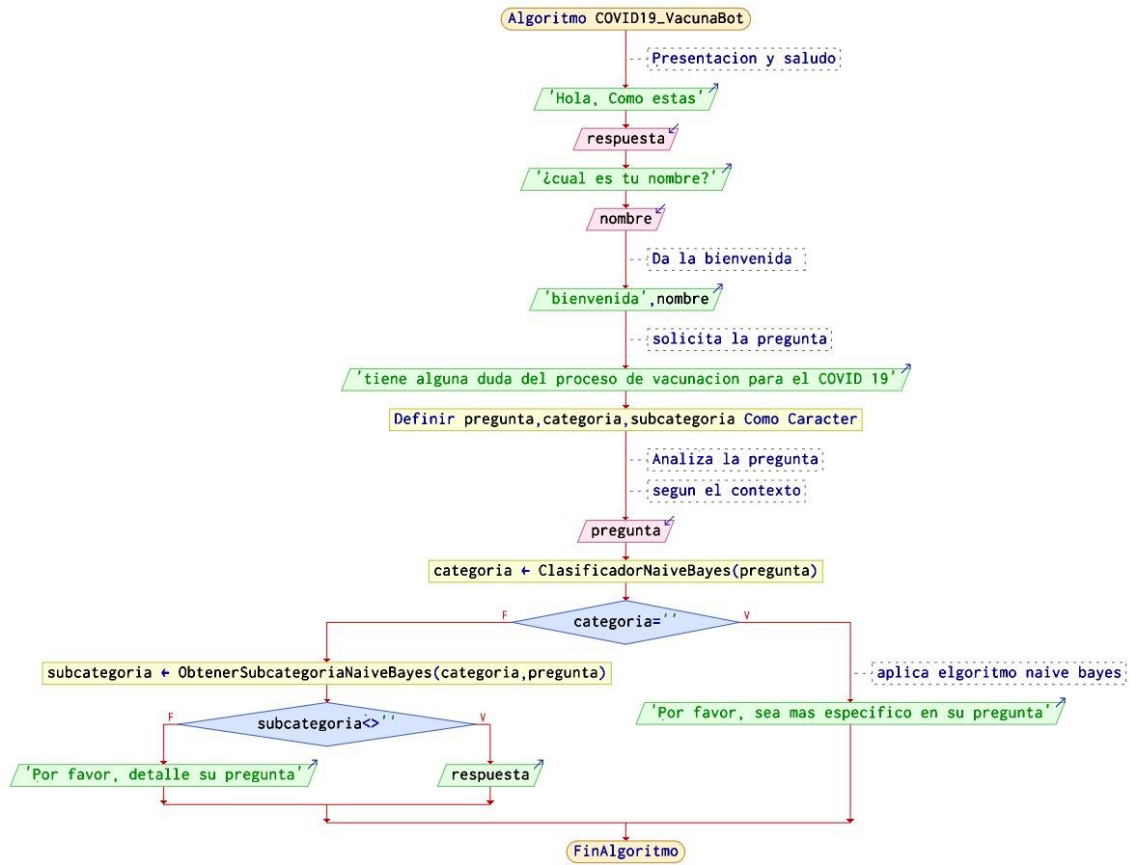 Algoritmo COVID19_VacunaBot
Presentacion y saludo
'Hola, Como estas'
respuesta
'¿cual es tu nombre?'
nombre
Da la bienvenida
'bienvenida',nombre
solicita la pregunta
'tiene alguna duda del proceso de vacunacion para el COVID 19'
Definir pregunta,categoria,subcategoria Como Caracter
Analiza la pregunta
segun el contexto
pregunta
categoria ← ClasificadorNaiveBayes(pregunta)
F
categoria=''
V
subcategoria ← ObtenerSubcategoriaNaiveBayes(categoria,pregunta)
aplica elgoritmo naive bayes
F
subcategoria<>''
V
'Por favor, sea mas específico en su pregunta'
'Por favor, detalle su pregunta'
respuesta
FinAlgoritmo